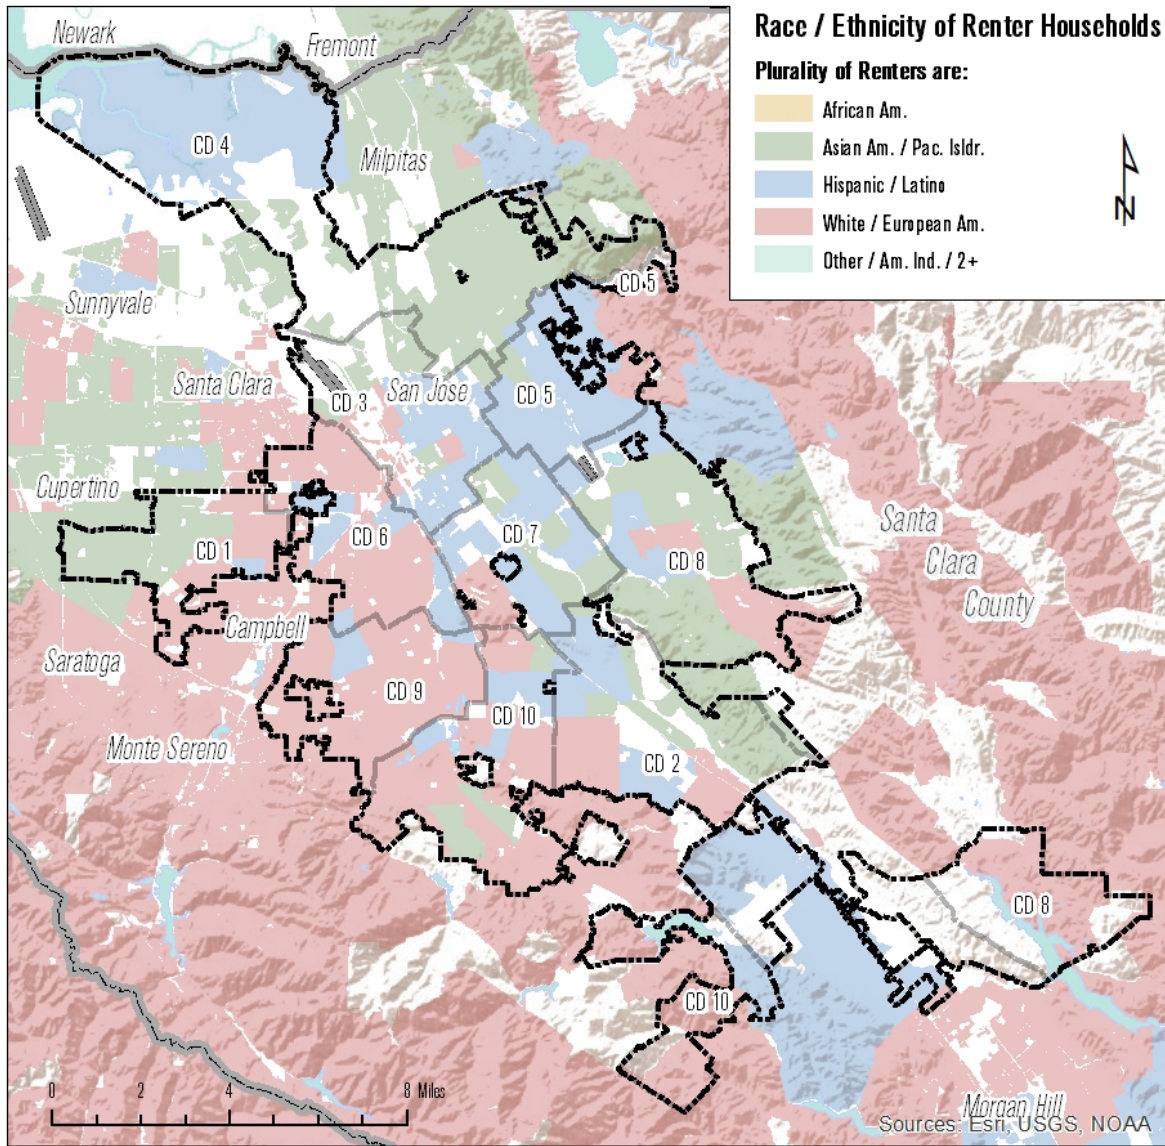 Race / Ethnicity of Renter Households
Plurality of Renters are:
African Am.
Asian Am. / Pac. Isldr.
Hispanic / Latino
White / European Am.
Other / Am. Ind. / 2+
N
Newark
Fremont
CD 4
Milpitas
CD 5
Sunnyvale
Santa Clara
San Jose
CD 3
CD 5
Cupertino
CD 6
CD 7
CD 1
CD 8
Santa
Clara
County
Campbell
Saratoga
CD 9
CD 10
Monte Sereno
CD 2
CD 8
CD 10
0 2 4 8 Miles
Morgan Hill
Sources: Esri, USGS, NOAA